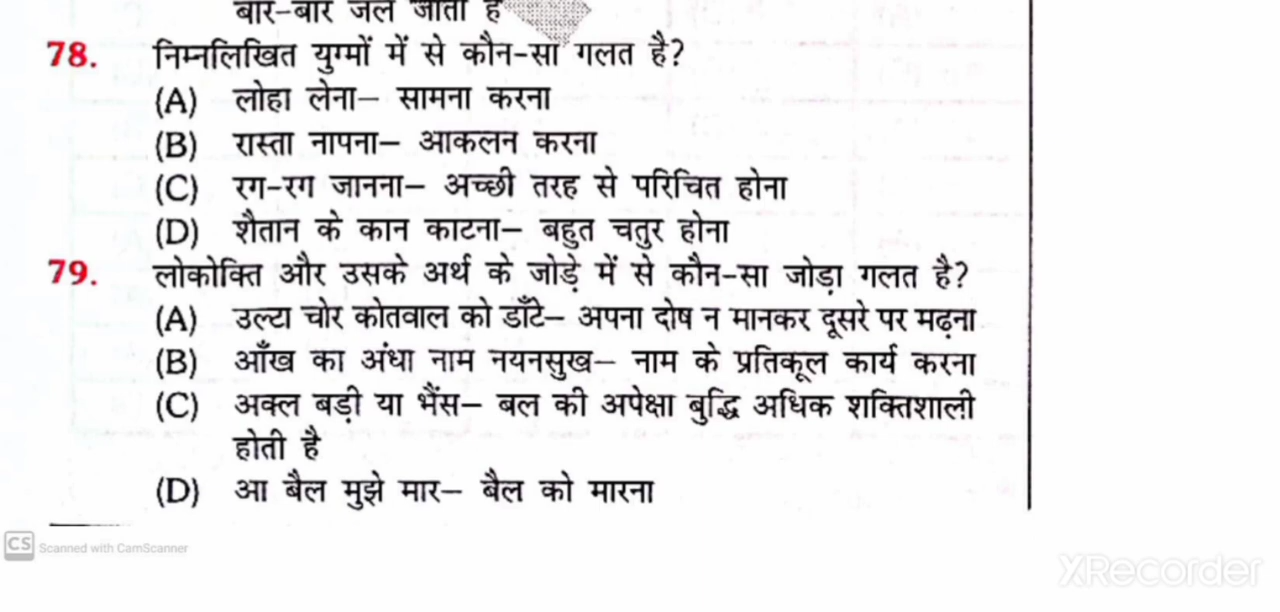 बार-बार जल जाता है
78. निम्नलिखित युग्मों में से कौन-सा गलत है?
(A) लोहा लेना– सामना करना
(B) रास्ता नापना– आकलन करना
(C) रग-रग जानना– अच्छी तरह से परिचित होना
(D) शैतान के कान काटना– बहुत चतुर होना
79. लोकोक्ति और उसके अर्थ के जोड़े में से कौन-सा जोड़ा गलत है?
(A) उल्टा चोर कोतवाल को डाँटे– अपना दोष न मानकर दूसरे पर मढ़ना
(B) आँख का अंधा नाम नयनसुख– नाम के प्रतिकूल कार्य करना
(C) अक्ल बड़ी या भैंस– बल की अपेक्षा बुद्धि अधिक शक्तिशाली
होती है
(D) आ बैल मुझे मार– बैल को मारना
CS Scanned with CamScanner
XRecorder